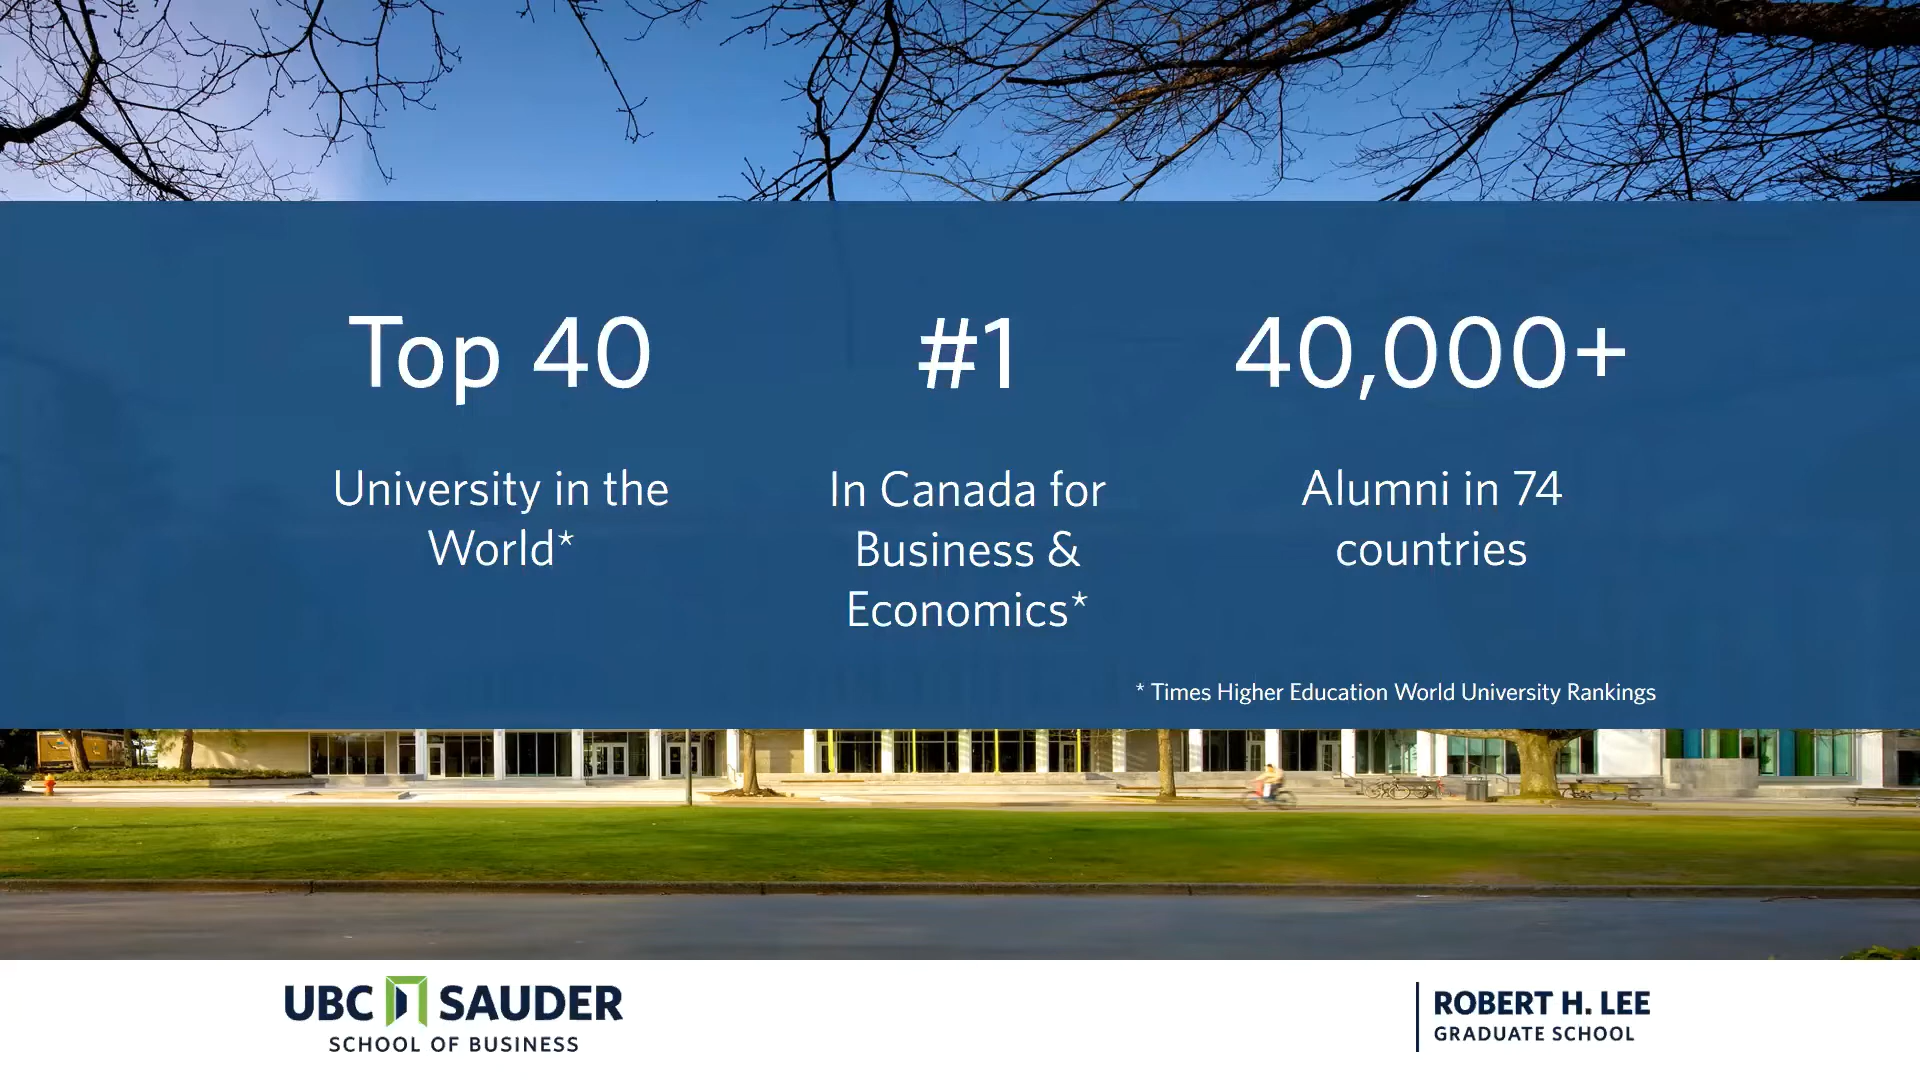 Top 40
University in the
World*
#1
In Canada for
Business &
Economics*
40,000+
Alumni in 74
countries
* Times Higher Education World University Rankings
UBC SAUDER
SCHOOL OF BUSINESS
ROBERT H. LEE
GRADUATE SCHOOL